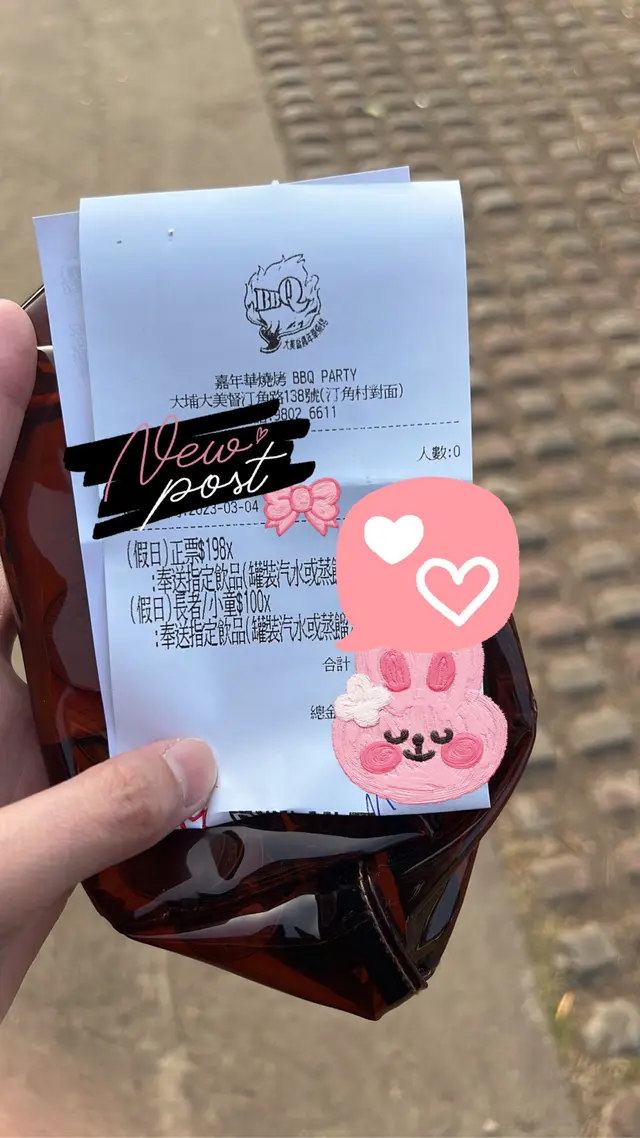 BBQ
嘉年華燒烤 BBQ PARTY
大埔大美督汀角路138號(汀角村對面)
9802 6611
人數:0
New
post
2023-03-04
(假日)正票$198x
:奉送指定飲品(罐裝汽水或蒸餾
(假日)長者/小童$100x
:奉送指定飲品(罐裝汽水或蒸餾
合計
總金